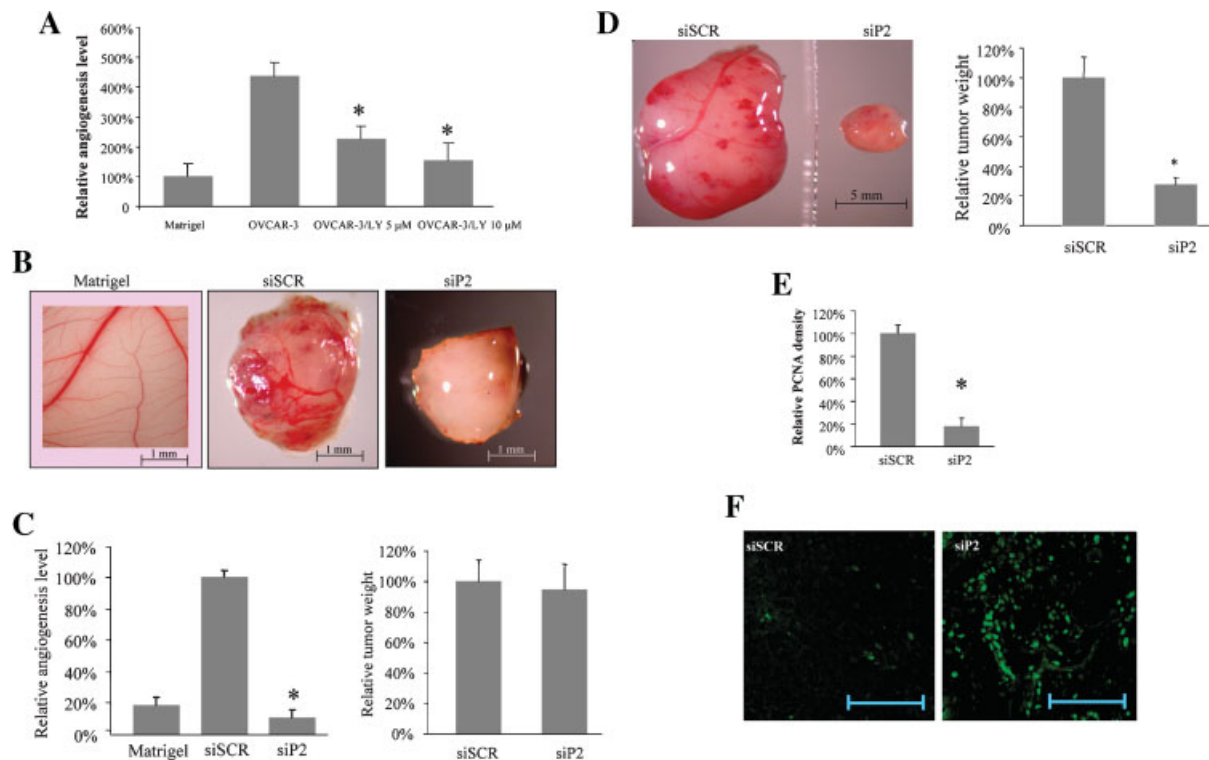 A
Relative angiogenesis level
600%
500%
400%
300%
200%
100%
0
*
*
Matrigel OVCAR-3 OVCAR-3/LY 5 μM OVCAR-3/LY 10 μM
B
Matrigel siSCR siP2
1 mm 1 mm 1 mm
C
Relative angiogenesis level
120%
100%
80%
60%
40%
20%
0%
*
Matrigel siSCR siP2
Relative tumor weight
120%
100%
80%
60%
40%
20%
0%
siSCR siP2
D
siSCR siP2
5 mm
Relative tumor weight
120%
100%
80%
60%
40%
20%
0%
*
siSCR siP2
E
Relative PCNA density
120%
100%
80%
60%
40%
20%
0%
*
siSCR siP2
F
siSCR siP2